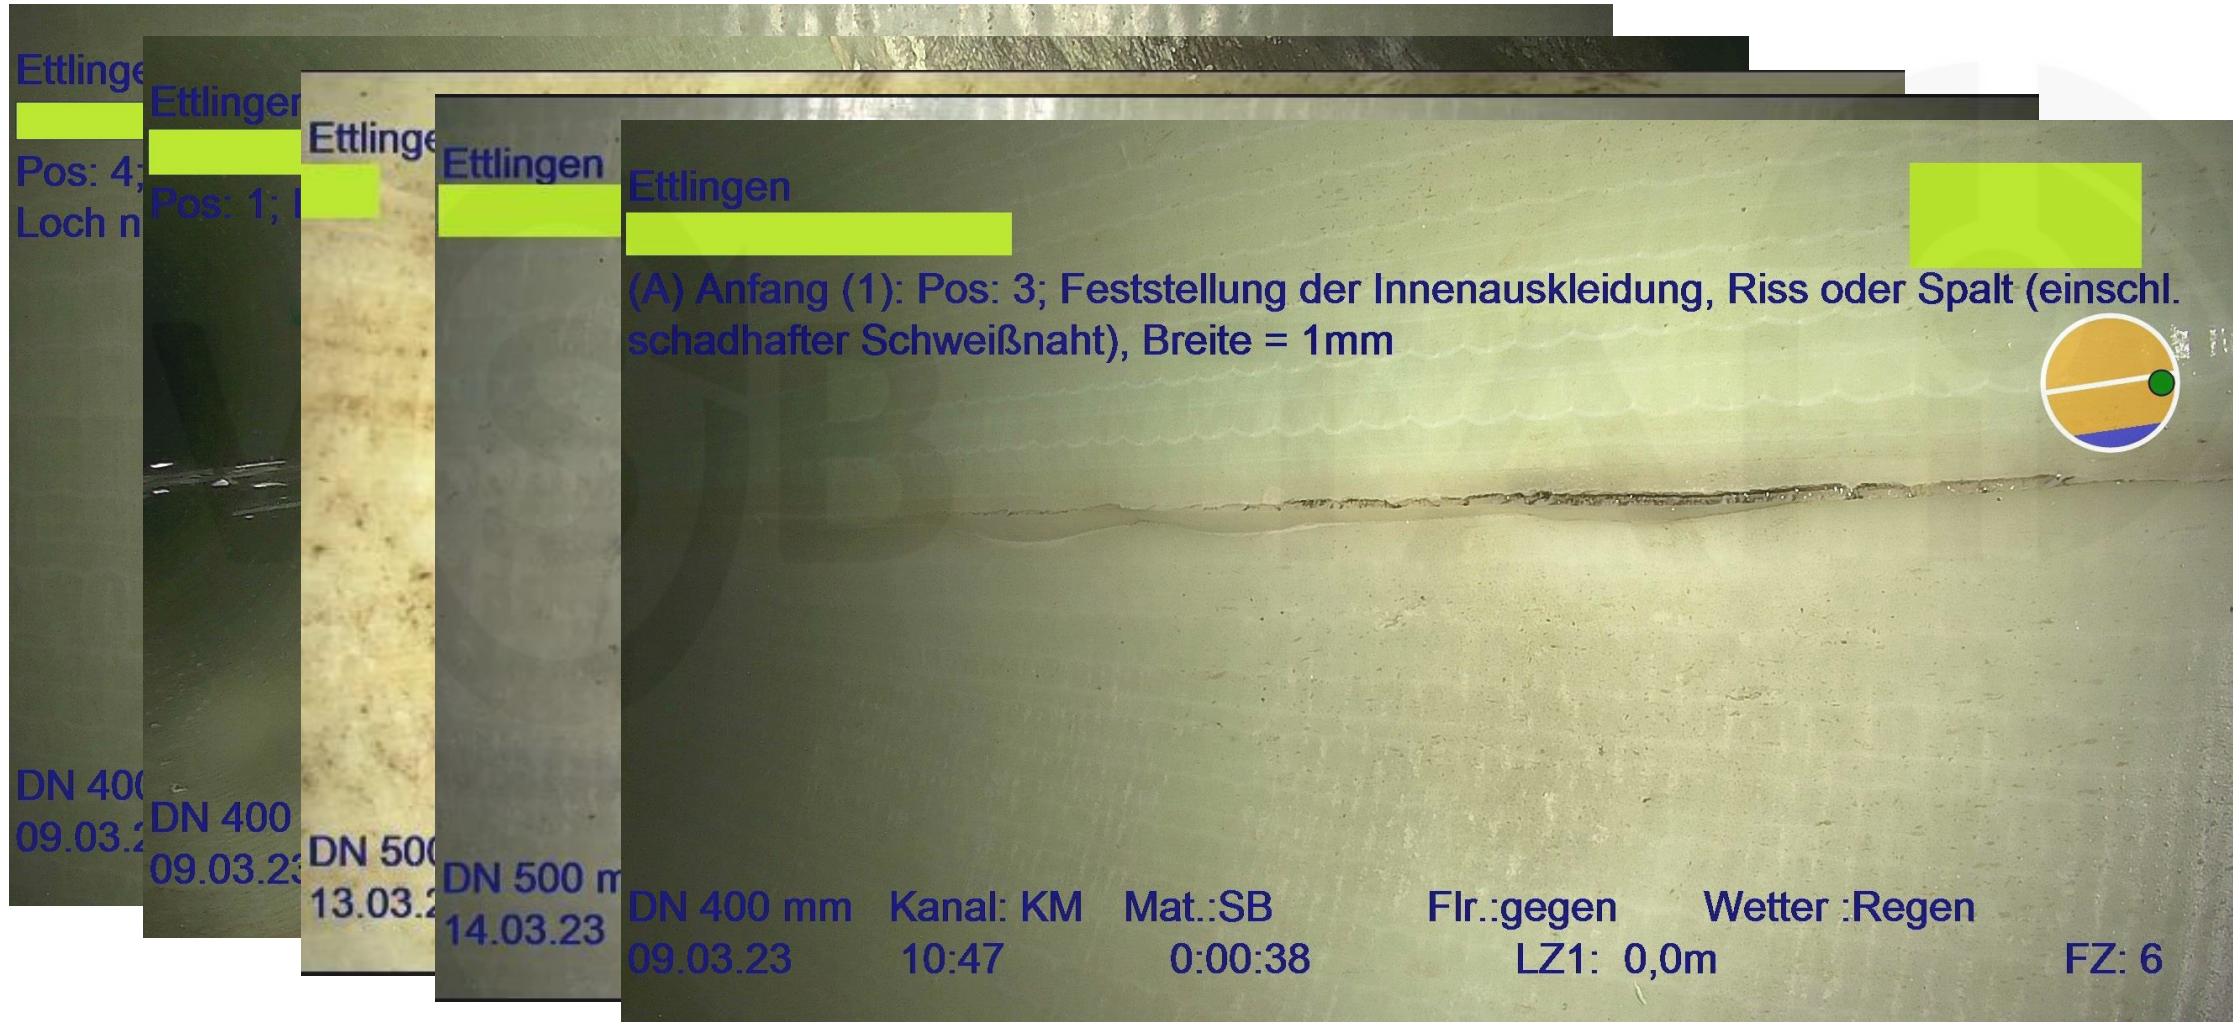 Ettlinge
Pos: 4;
Loch n
DN 400
09.03.2
Ettlingen
Pos: 1;
DN 400
09.03.23
Ettlinge
DN 500
13.03.2
Ettlingen
DN 500 m
14.03.23
Ettlingen
(A) Anfang (1): Pos: 3; Feststellung der Innenauskleidung, Riss oder Spalt (einschl.
schadhafter Schweißnaht), Breite = 1mm
DN 400 mm Kanal: KM Mat.:SB Flr.:gegen Wetter :Regen
09.03.23 10:47 0:00:38 LZ1: 0,0m FZ: 6